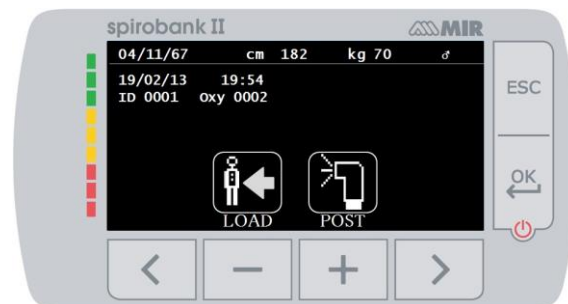 spirobank II MIR
04/11/67 cm 182 kg 70 ♂
19/02/13 19:54
ID 0001 Oxy 0002
ESC
OK
LOAD POST
< − + >